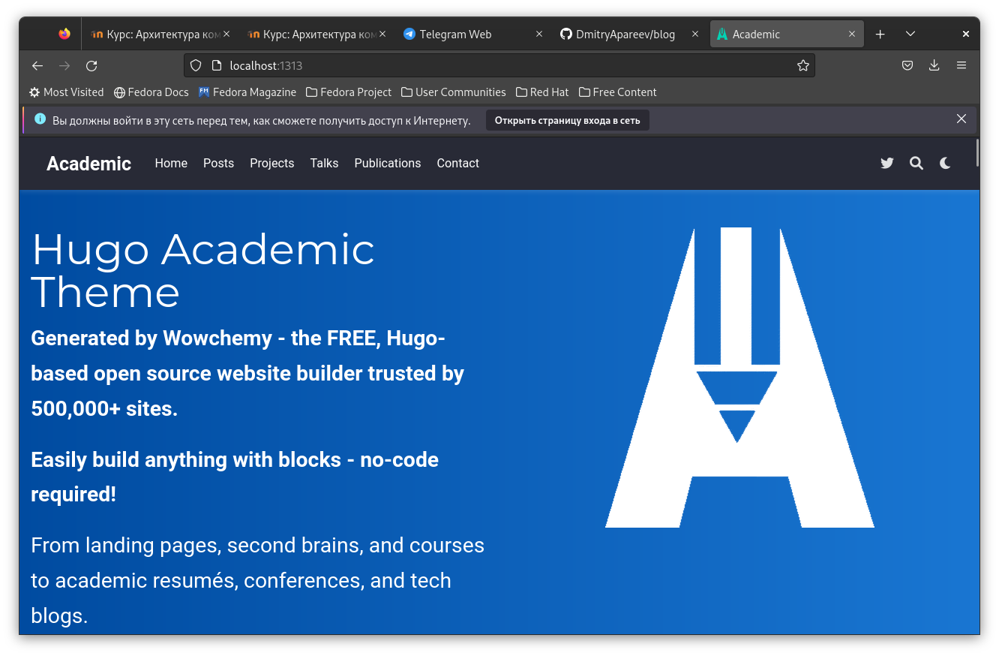 Курс: Архитектура ком
Курс: Архитектура ком
Telegram Web
DmitryApareev/blog
Academic
localhost:1313
Most Visited
Fedora Docs
FM Fedora Magazine
Fedora Project
User Communities
Red Hat
Free Content
Вы должны войти в эту сеть перед тем, как сможете получить доступ к Интернету.
Открыть страницу входа в сеть
Academic
Home
Posts
Projects
Talks
Publications
Contact
Hugo Academic
Theme
Generated by Wowchemy - the FREE, Hugo-
based open source website builder trusted by
500,000+ sites.
Easily build anything with blocks - no-code
required!
From landing pages, second brains, and courses
to academic resumés, conferences, and tech
blogs.